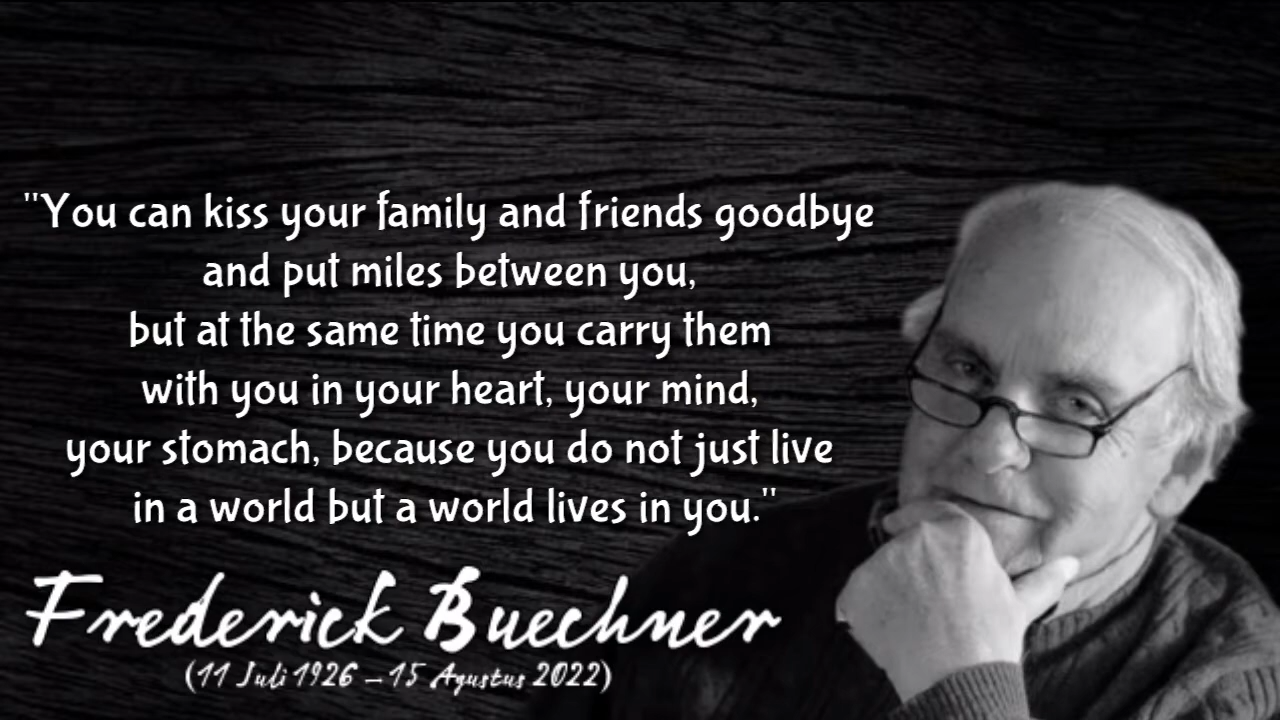 "You can kiss your family and friends goodbye
and put miles between you,
but at the same time you carry them
with you in your heart, your mind,
your stomach, because you do not just live
in a world but a world lives in you."
Frederick Buechner
(11 Juli 1926 – 15 Agustus 2022)